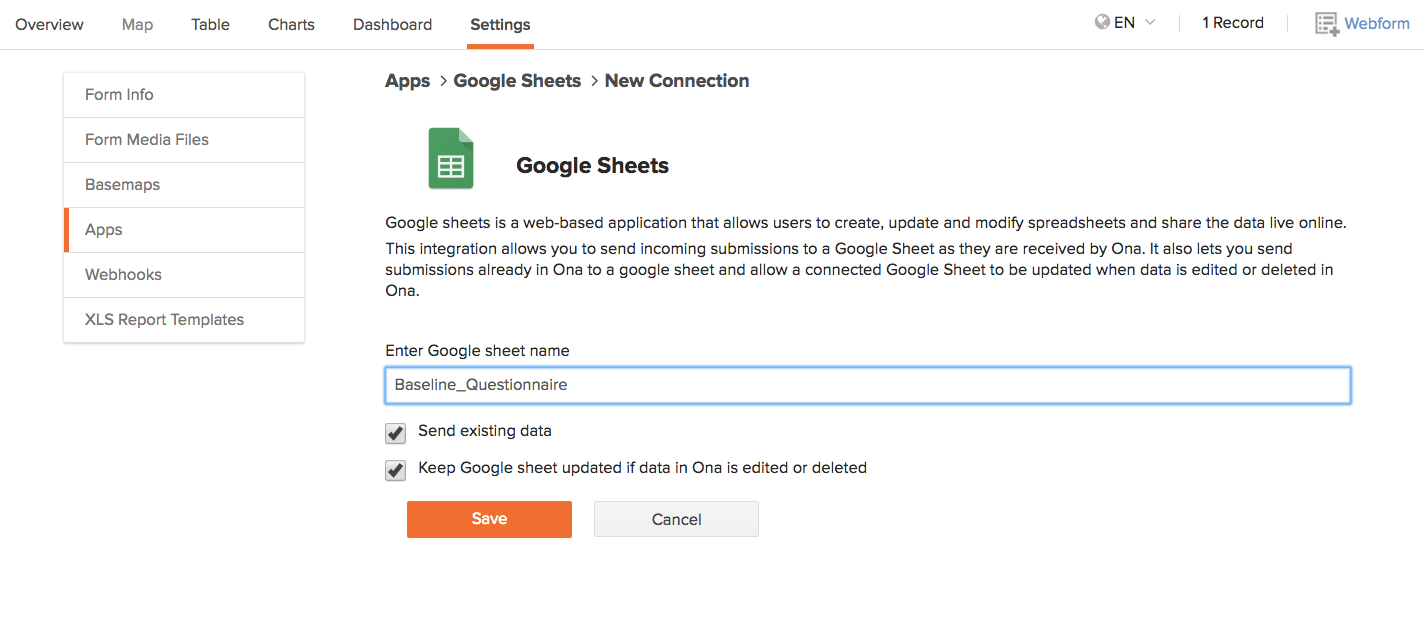 Overview Map Table Charts Dashboard Settings EN 1 Record Webform
Form Info
Form Media Files
Basemaps
Apps
Webhooks
XLS Report Templates
Apps > Google Sheets > New Connection
Google Sheets
Google sheets is a web-based application that allows users to create, update and modify spreadsheets and share the data live online.
This integration allows you to send incoming submissions to a Google Sheet as they are received by Ona. It also lets you send
submissions already in Ona to a google sheet and allow a connected Google Sheet to be updated when data is edited or deleted in
Ona.
Enter Google sheet name
Baseline_Questionnaire
Send existing data
Keep Google sheet updated if data in Ona is edited or deleted
Save Cancel